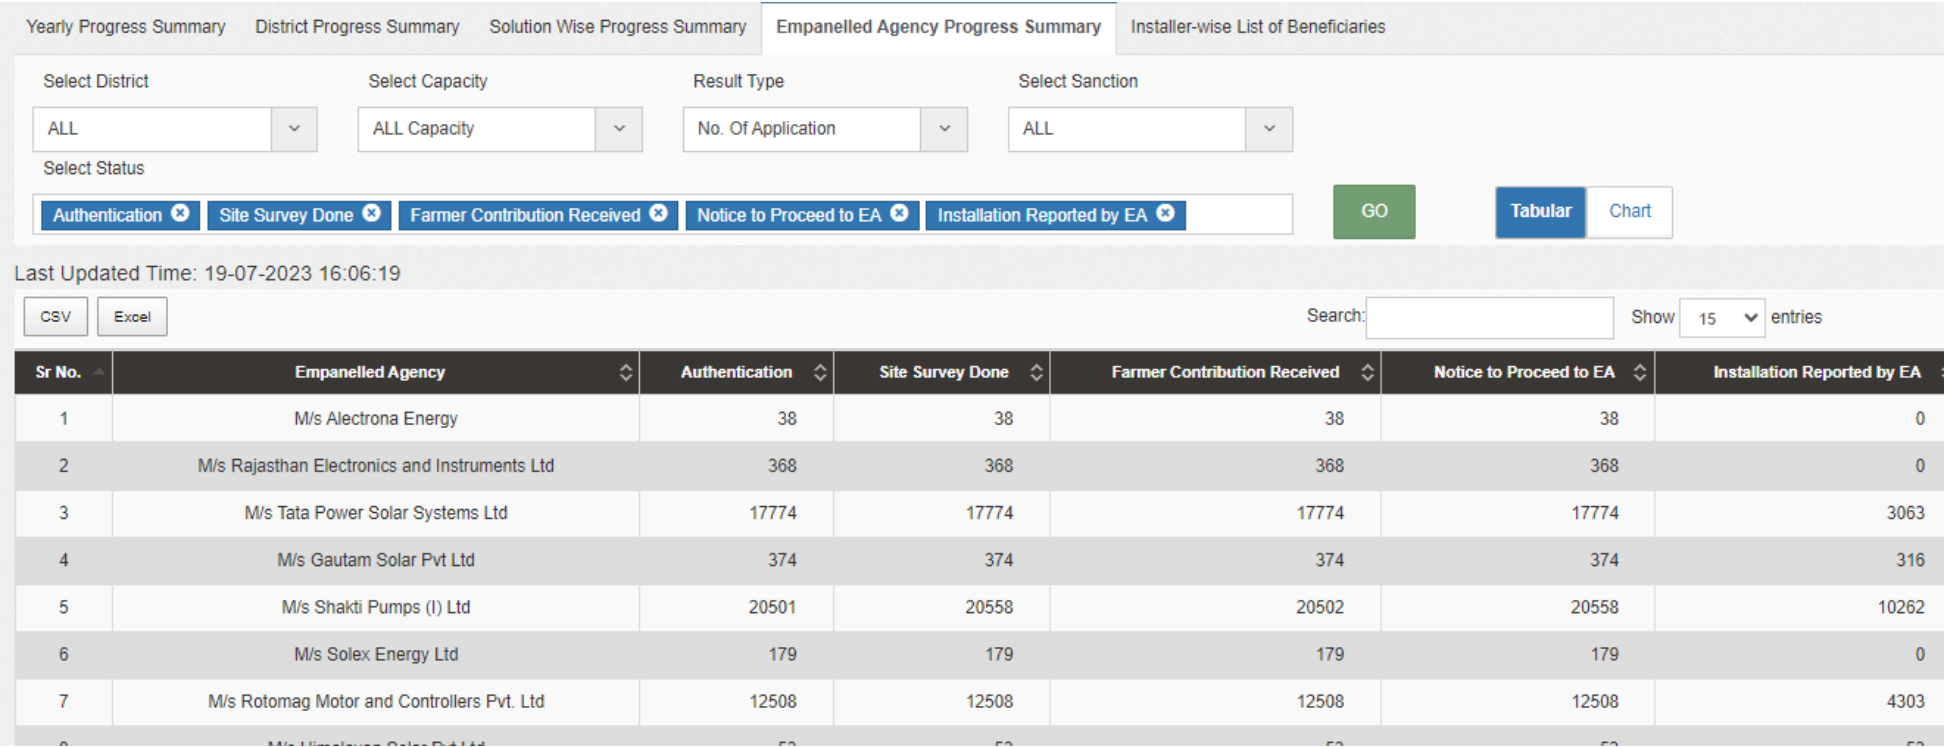 Yearly Progress Summary District Progress Summary Solution Wise Progress Summary Empanelled Agency Progress Summary Installer-wise List of Beneficiaries
Select District Select Capacity Result Type Select Sanction
ALL ALL Capacity No. Of Application ALL
Select Status
Authentication Site Survey Done Farmer Contribution Received Notice to Proceed to EA Installation Reported by EA GO Tabular Chart
Last Updated Time: 19-07-2023 16:06:19
CSV Excel Search: Show 15 entries
Sr No. Empanelled Agency Authentication Site Survey Done Farmer Contribution Received Notice to Proceed to EA Installation Reported by EA
1 M/s Alectrona Energy 38 38 38 38 0
2 M/s Rajasthan Electronics and Instruments Ltd 368 368 368 368 0
3 M/s Tata Power Solar Systems Ltd 17774 17774 17774 17774 3063
4 M/s Gautam Solar Pvt Ltd 374 374 374 374 316
5 M/s Shakti Pumps (I) Ltd 20501 20558 20502 20558 10262
6 M/s Solex Energy Ltd 179 179 179 179 0
7 M/s Rotomag Motor and Controllers Pvt. Ltd 12508 12508 12508 12508 4303
M/s Himalayan Solar Pvt Ltd